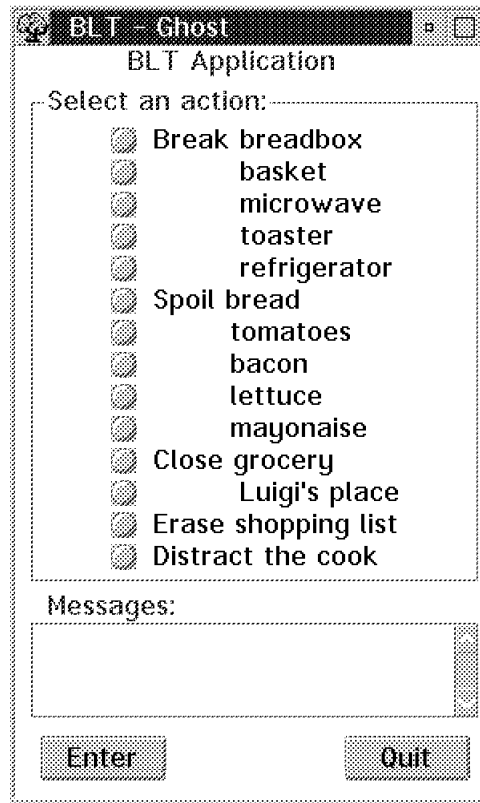 BLT - Ghost
BLT Application
Select an action:
Break breadbox
basket
microwave
toaster
refrigerator
Spoil bread
tomatoes
bacon
lettuce
mayonaise
Close grocery
Luigi's place
Erase shopping list
Distract the cook
Messages:
Enter Quit